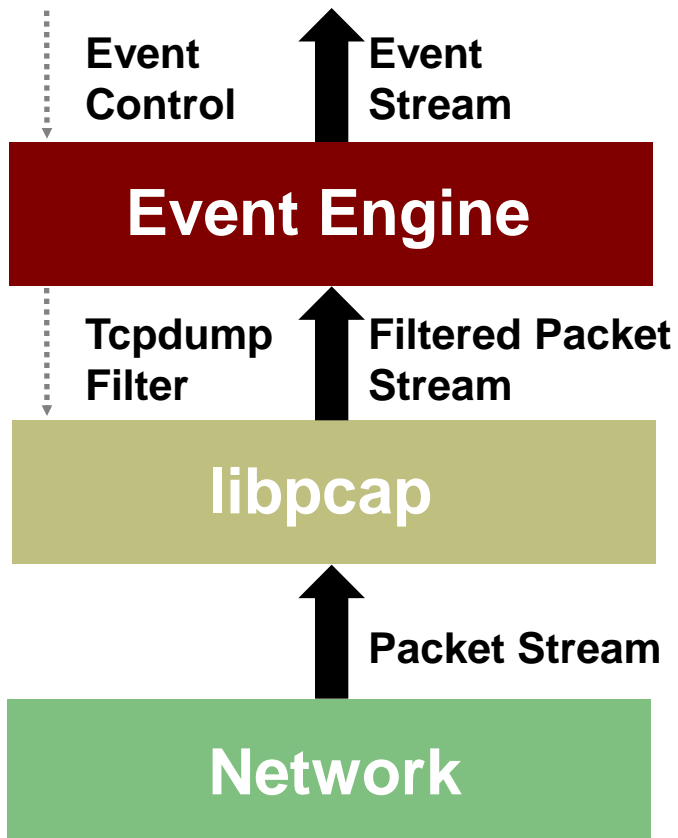 Event
Control
Event
Stream
Event Engine
Tcpdump
Filter
Filtered Packet
Stream
libpcap
Packet Stream
Network